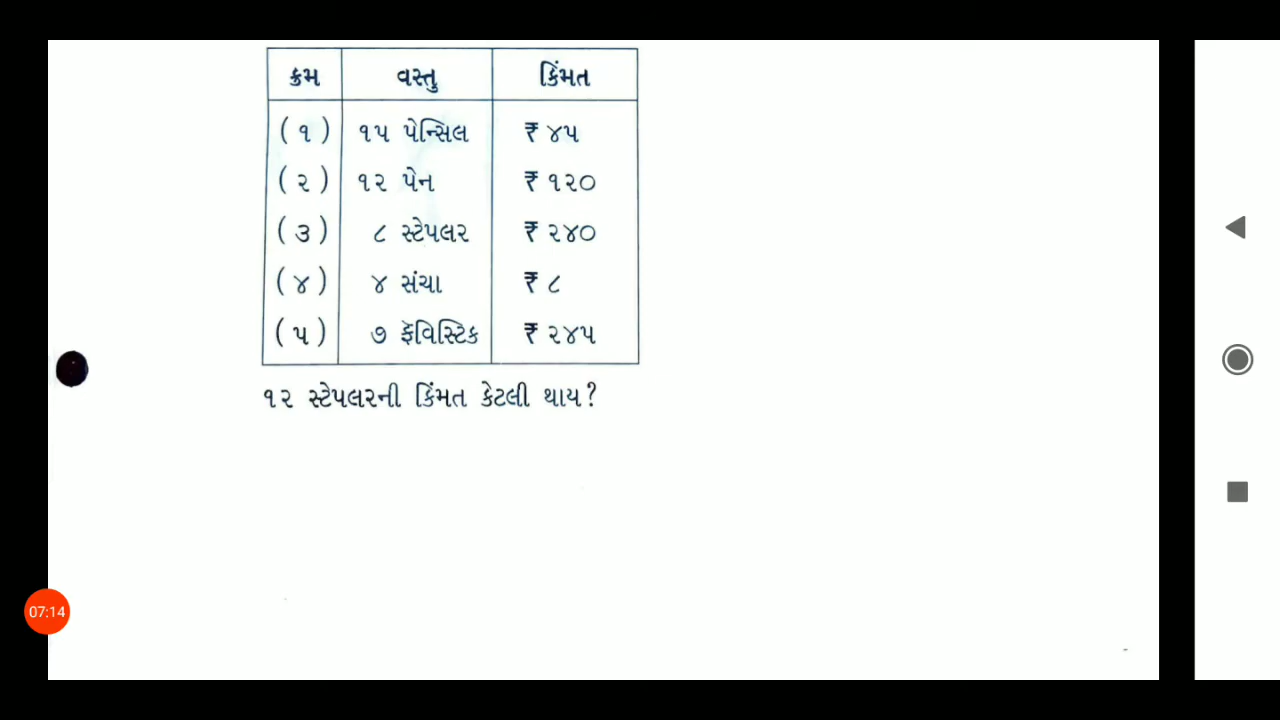 ક્રમ વસ્તુ કિંમત
(૧) ૧૫ પેન્સિલ ₹ ૪૫
(૨) ૧૨ પેન ₹ ૧૨૦
(૩) ૮ સ્ટેપલર ₹ ૨૪૦
(૪) ૪ સંચા ₹ ૮
(૫) ૭ ફેવિસ્ટિક ₹ ૨૪૫
૧૨ સ્ટેપલરની કિંમત કેટલી થાય?
07:14